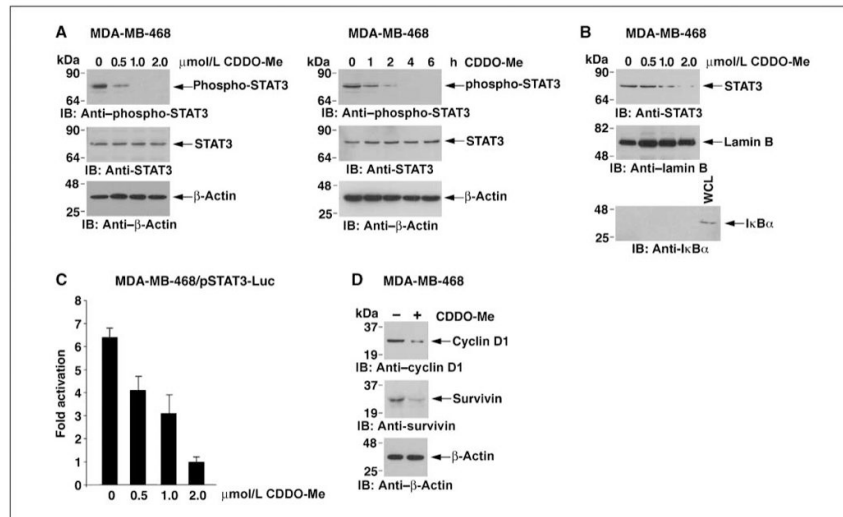 A MDA-MB-468
kDa 0 0.5 1.0 2.0 μmol/L CDDO-Me
90
Phospho-STAT3
64
IB: Anti–phospho-STAT3
90
STAT3
64
IB: Anti-STAT3
48
β-Actin
25
IB: Anti–β-Actin
MDA-MB-468
kDa 0 1 2 4 6 h CDDO-Me
90
phospho-STAT3
64
IB: Anti–phospho-STAT3
90
STAT3
64
IB: Anti-STAT3
48
β-Actin
25
IB: Anti–β-Actin
B MDA-MB-468
kDa 0 0.5 1.0 2.0 μmol/L CDDO-Me
90
STAT3
64
IB: Anti-STAT3
82
Lamin B
48
IB: Anti–lamin B
WCL
48
IκBα
25
IB: Anti-IκBα
C MDA-MB-468/pSTAT3-Luc
Fold activation
8
7
6
5
4
3
2
1
0
0 0.5 1.0 2.0 μmol/L CDDO-Me
D MDA-MB-468
kDa – + CDDO-Me
37
Cyclin D1
19
IB: Anti–cyclin D1
37
Survivin
19
IB: Anti-survivin
48
β-Actin
25
IB: Anti–β-Actin